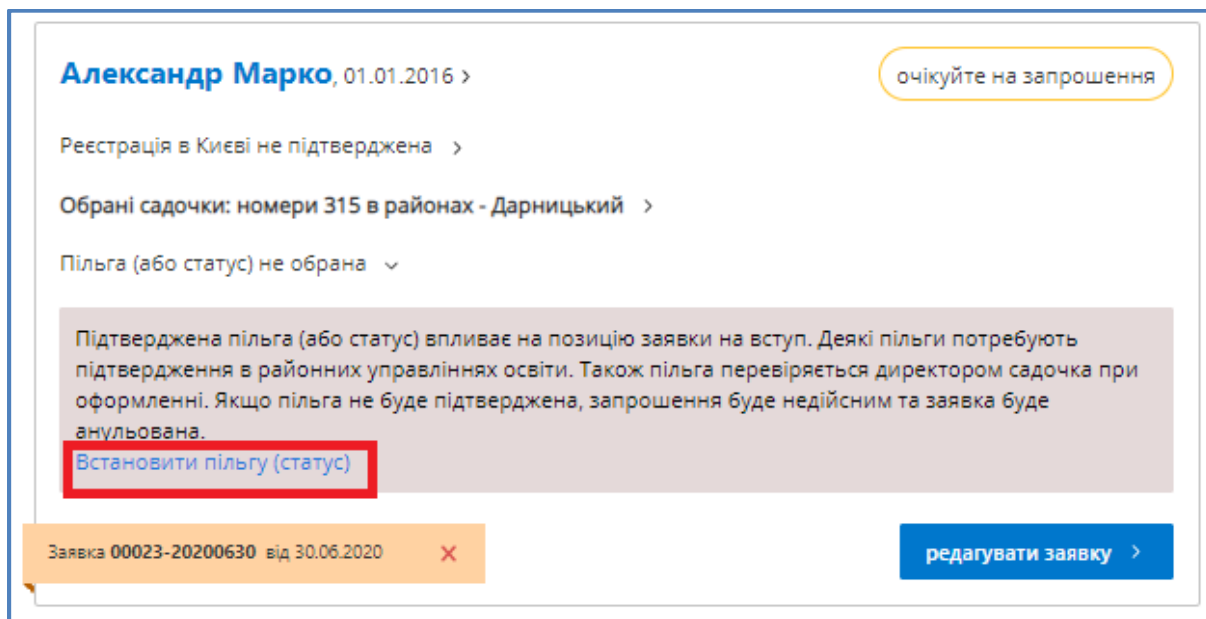 Александр Марко, 01.01.2016 >
очікуйте на запрошення
Реєстрація в Києві не підтверджена >
Обрані садочки: номери 315 в районах - Дарницький >
Пільга (або статус) не обрана
Підтверджена пільга (або статус) впливає на позицію заявки на вступ. Деякі пільги потребують
підтвердження в районних управліннях освіти. Також пільга перевіряється директором садочка при
оформленні. Якщо пільга не буде підтверджена, запрошення буде недійсним та заявка буде
анульована.
Встановити пільгу (статус)
Заявка 00023-20200630 від 30.06.2020
редагувати заявку >